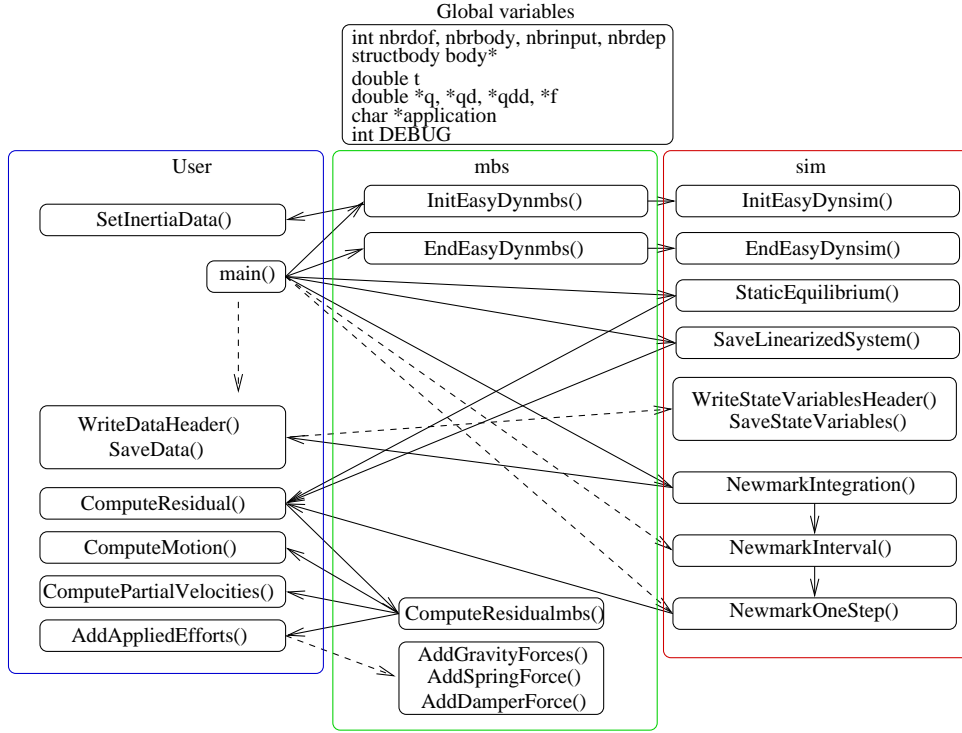 Global variables
int nbrdof, nbrbody, nbrinput, nbrdep
structbody body*
double t
double *q, *qd, *qdd, *f
char *application
int DEBUG
User
SetInertiaData()
main()
WriteDataHeader()
SaveData()
ComputeResidual()
ComputeMotion()
ComputePartialVelocities()
AddAppliedEfforts()
mbs
InitEasyDynmbs()
EndEasyDynmbs()
ComputeResidualmbs()
AddGravityForces()
AddSpringForce()
AddDamperForce()
sim
InitEasyDynsim()
EndEasyDynsim()
StaticEquilibrium()
SaveLinearizedSystem()
WriteStateVariablesHeader()
SaveStateVariables()
NewmarkIntegration()
NewmarkInterval()
NewmarkOneStep()